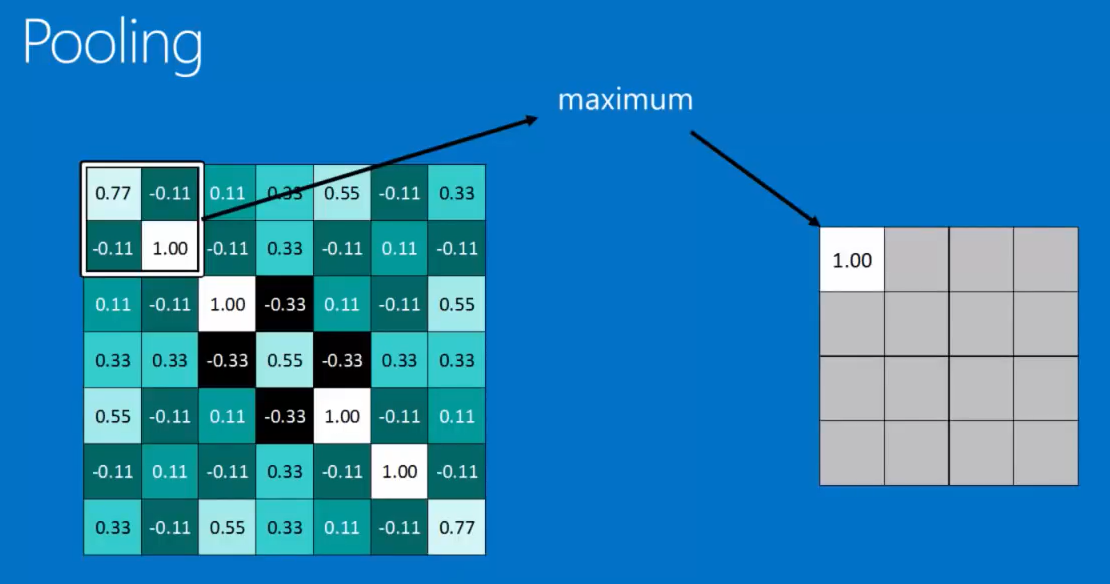 Pooling
maximum
0.77 -0.11 0.11 0.33 0.55 -0.11 0.33
-0.11 1.00 -0.11 0.33 -0.11 0.11 -0.11
1.00
0.11 -0.11 1.00 -0.33 0.11 -0.11 0.55
0.33 0.33 -0.33 0.55 -0.33 0.33 0.33
0.55 -0.11 0.11 -0.33 1.00 -0.11 0.11
-0.11 0.11 -0.11 0.33 -0.11 1.00 -0.11
0.33 -0.11 0.55 0.33 0.11 -0.11 0.77